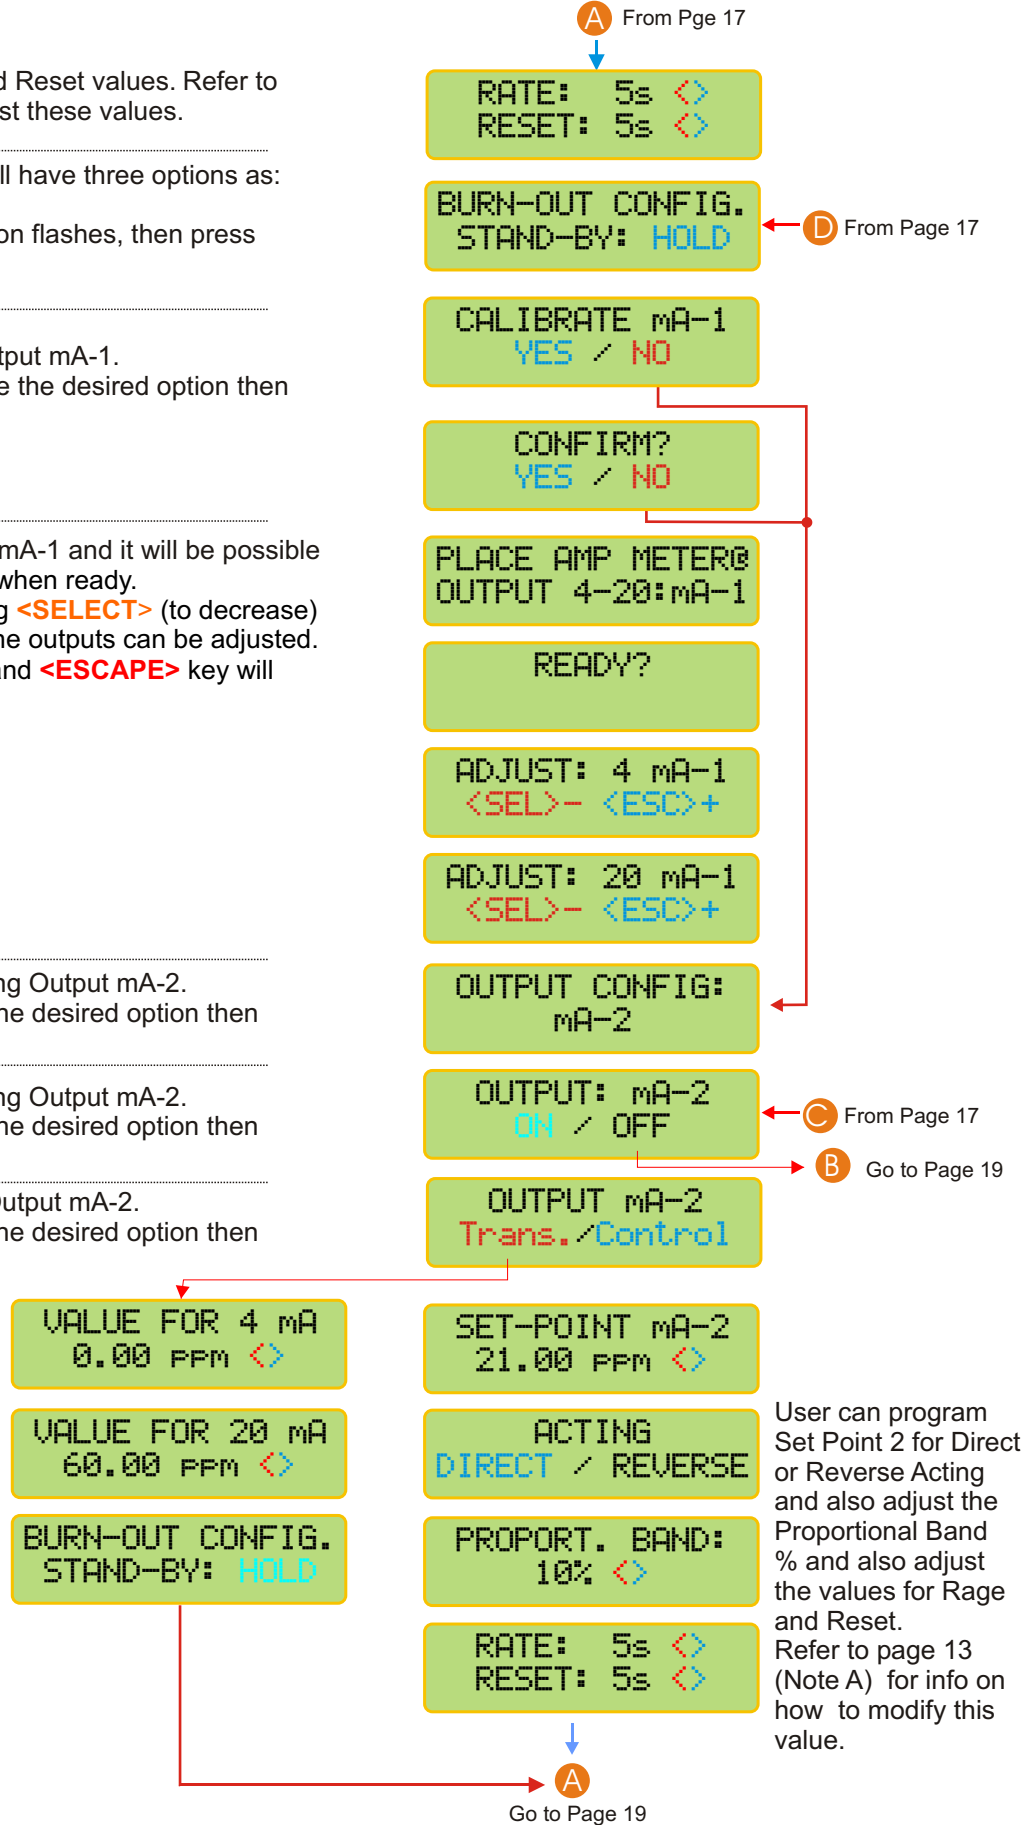 A From Pge 17
d Reset values. Refer to
st these values.
RATE: 5s <>
RESET: 5s <>
ll have three options as:
on flashes, then press
BURN-OUT CONFIG.
STAND-BY: HOLD
D From Page 17
tput mA-1.
e the desired option then
CALIBRATE mA-1
YES / NO
CONFIRM?
YES / NO
mA-1 and it will be possible
when ready.
g <SELECT> (to decrease)
he outputs can be adjusted.
and <ESCAPE> key will
PLACE AMP METER@
OUTPUT 4-20:mA-1
READY?
ADJUST: 4 mA-1
<SEL>- <ESC>+
ADJUST: 20 mA-1
<SEL>- <ESC>+
ng Output mA-2.
he desired option then
OUTPUT CONFIG:
mA-2
ng Output mA-2.
he desired option then
OUTPUT: mA-2
ON / OFF
C From Page 17
B Go to Page 19
Output mA-2.
he desired option then
OUTPUT mA-2
Trans./Control
VALUE FOR 4 mA
0.00 ppm <>
VALUE FOR 20 mA
60.00 ppm <>
BURN-OUT CONFIG.
STAND-BY: HOLD
SET-POINT mA-2
21.00 ppm <>
ACTING
DIRECT / REVERSE
PROPORT. BAND:
10% <>
RATE: 5s <>
RESET: 5s <>
User can program
Set Point 2 for Direct
or Reverse Acting
and also adjust the
Proportional Band
% and also adjust
the values for Rage
and Reset.
Refer to page 13
(Note A) for info on
how to modify this
value.
A
Go to Page 19